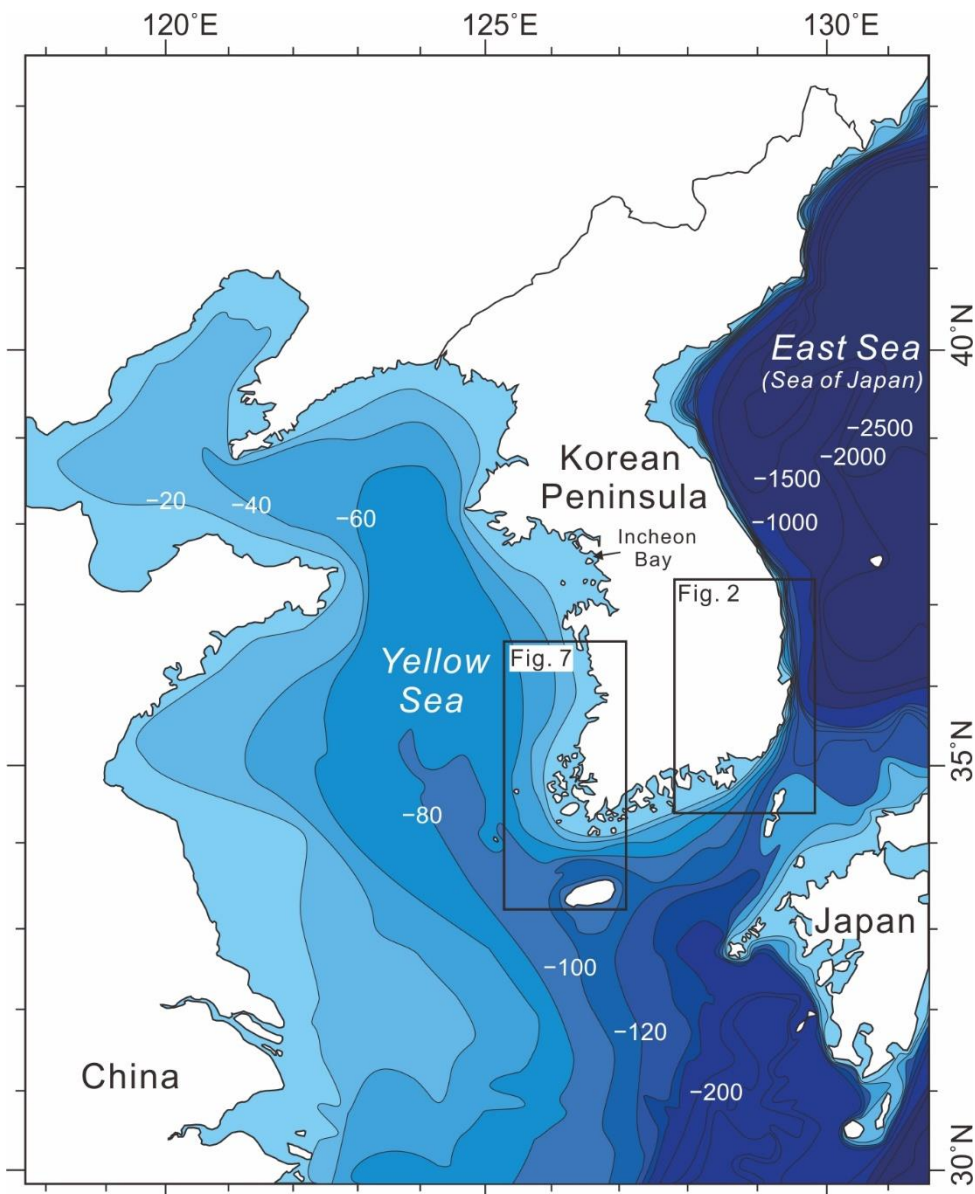 120°E
125°E
130°E
40°N
East Sea
(Sea of Japan)
−2500
−2000
−1500
−1000
Korean
Peninsula
−20
−40
−60
Incheon
Bay
Fig. 2
Fig. 7
Yellow
Sea
35°N
−80
Japan
−100
−120
China
−200
30°N